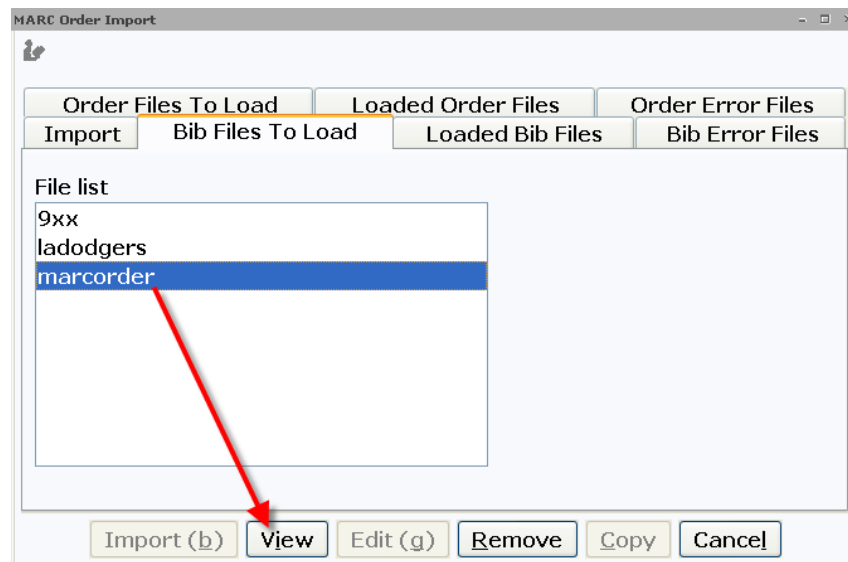 MARC Order Import
Order Files To Load Loaded Order Files Order Error Files
Import Bib Files To Load Loaded Bib Files Bib Error Files
File list
9xx
ladodgers
marcorder
Import (b) View Edit (g) Remove Copy Cancel